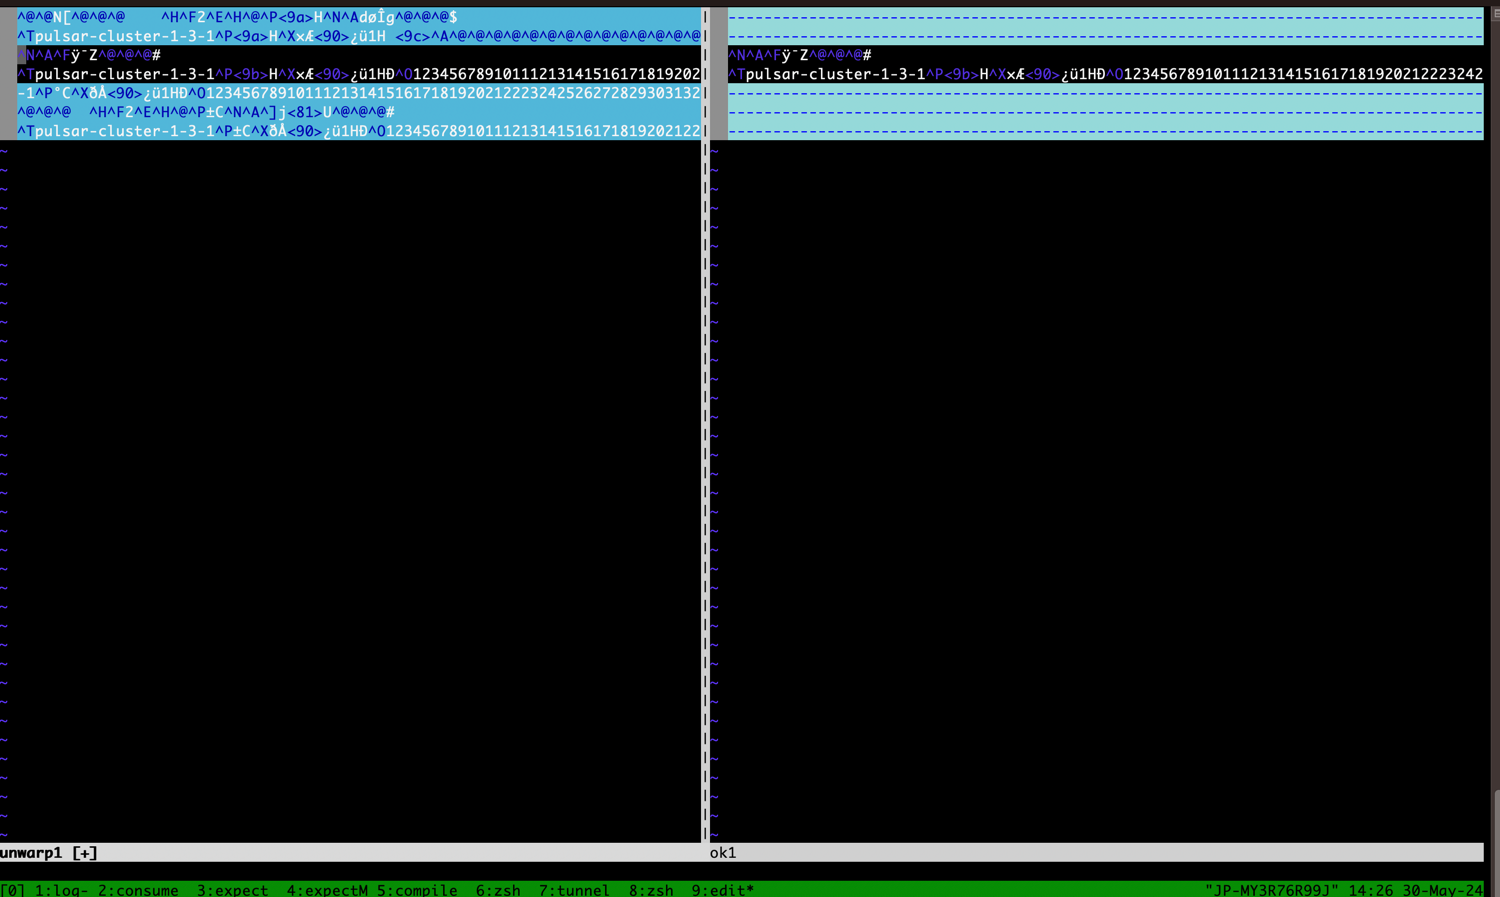 ^@^@N[^@^@^@    ^H^F2^E^H^@^P<9a>H^N^AdøÎg^@^@^@$
^Tpulsar-cluster-1-3-1^P<9a>H^X×Æ<90>¿ü1H <9c>^A^@^@^@^@^@^@^@^@^@^@^@^@^@^@
^N^A^Fÿ¯Z^@^@^@#
^Tpulsar-cluster-1-3-1^P<9b>H^X×Æ<90>¿ü1HÐ^O12345678910111213141516171819202
-1^P°C^XðÅ<90>¿ü1HÐ^O1234567891011121314151617181920212223242526272829303132
^@^@^@  ^H^F2^E^H^@^P±C^N^A^]j<81>U^@^@^@#
^Tpulsar-cluster-1-3-1^P±C^XðÅ<90>¿ü1HÐ^O12345678910111213141516171819202122
unwarp1 [+]
^N^A^Fÿ¯Z^@^@^@#
^Tpulsar-cluster-1-3-1^P<9b>H^X×Æ<90>¿ü1HÐ^O1234567891011121314151617181920212223242
ok1
[0] 1:log- 2:consume  3:expect  4:expectM 5:compile  6:zsh  7:tunnel  8:zsh  9:edit*
"JP-MY3R76R99J" 14:26 30-May-24